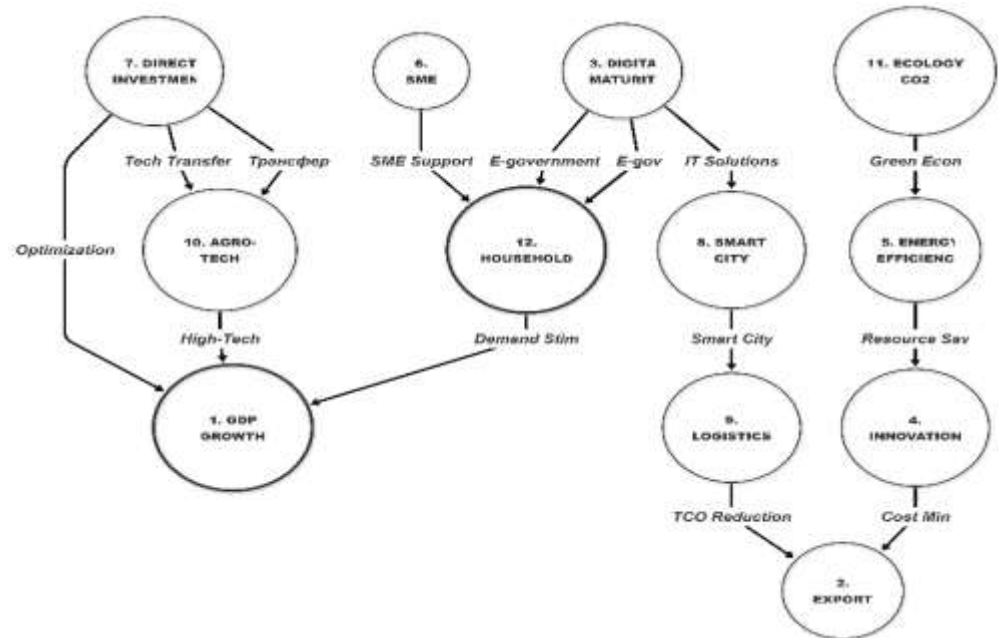 7. DIRECT
INVESTMEN
6.
SME
3. DIGITA
MATURIT
11. ECOLOGY
CO2
Tech Transfer
Трансфер
SME Support
E-government
E-gov
IT Solutions
Green Econ
Optimization
10. AGRO-
TECH
12.
HOUSEHOLD
8. SMART
CITY
5. ENERGY
EFFICIENC
High-Tech
Demand Stim
Smart City
Resource Sav
1. GDP
GROWTH
9.
LOGISTICS
4.
INNOVATION
TCO Reduction
Cost Min
2.
EXPORT